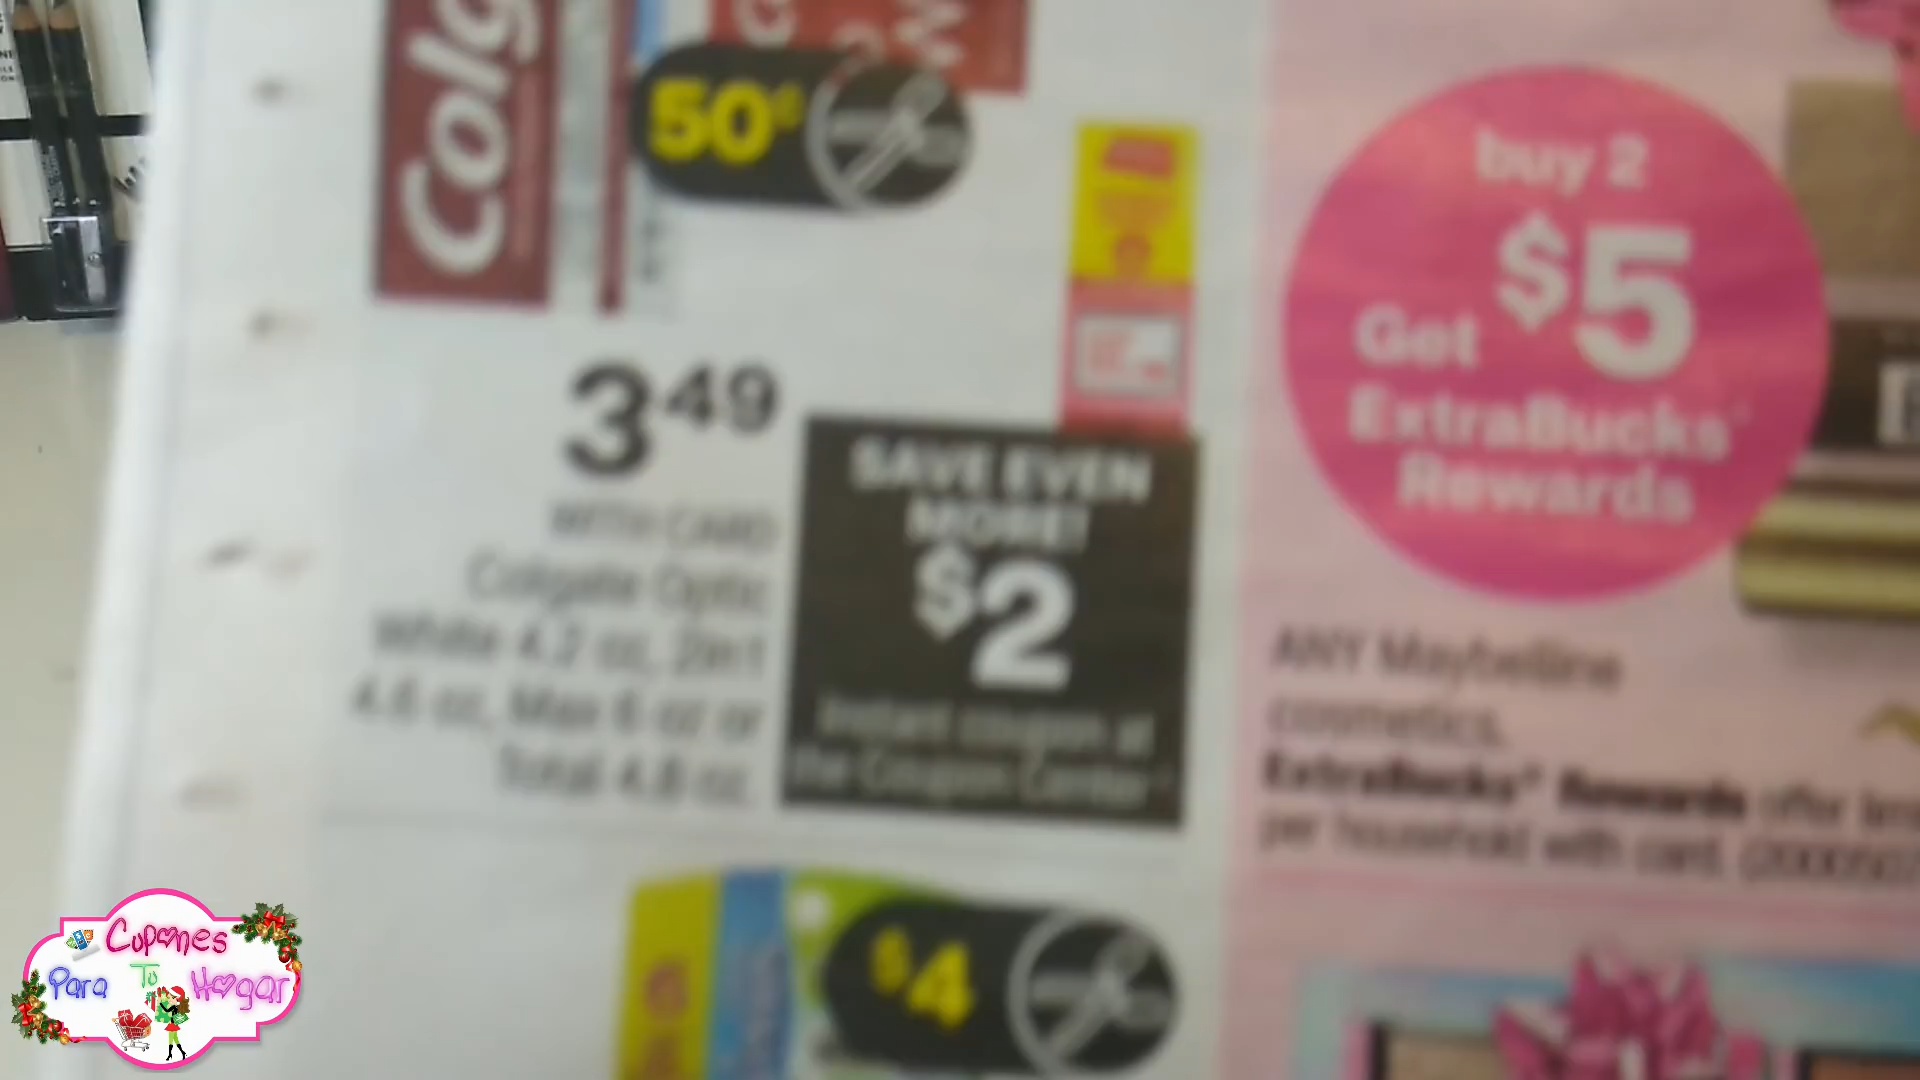 Colg
50¢
3 49
WITH CARD
Colgate Optic
White 4.2 oz, 2in1
4.6 oz, Max 6 oz or
Total 4.8 oz.
SAVE EVEN
MORE!
$2
Instant coupon at
the Coupon Center
buy 2
Get $5
ExtraBucks
Rewards
ANY Maybelline
cosmetics.
ExtraBucks® Rewards offer
per household with card.
$4
Cupones
Para Tu Hogar